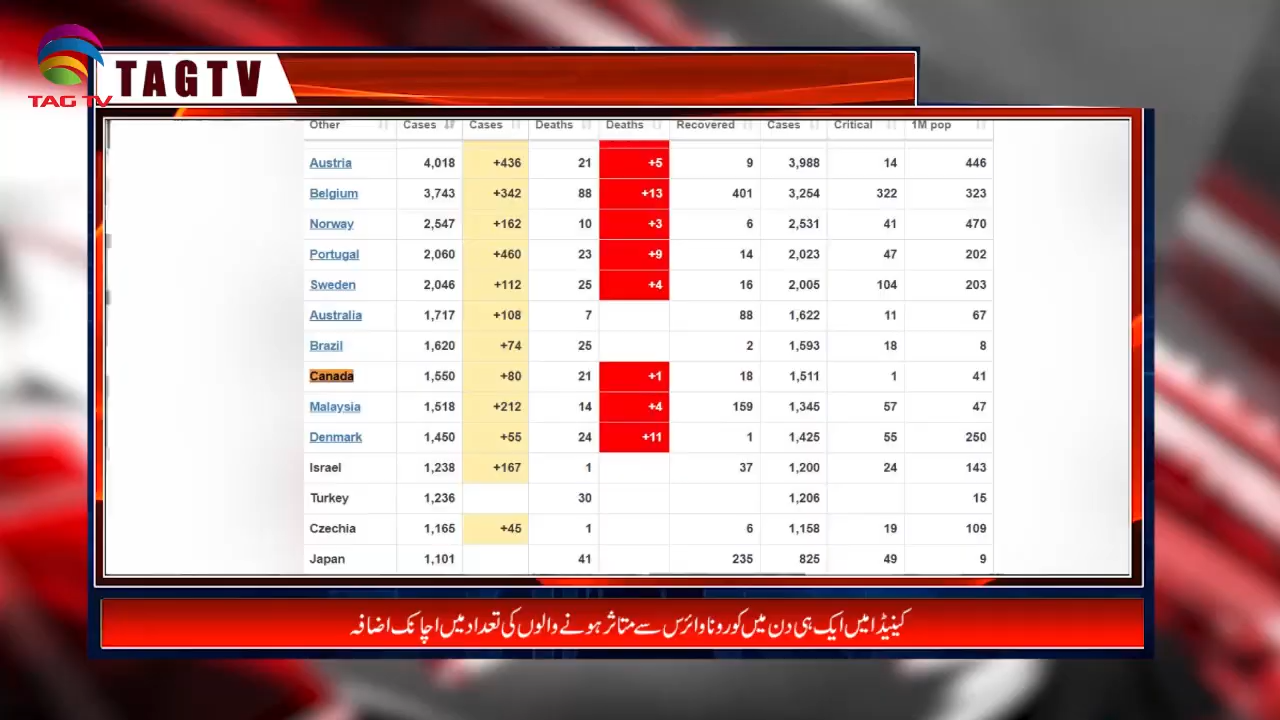 TAG TV
TAGTV
Other Cases Cases Deaths Deaths Recovered Cases Critical 1M pop
Austria 4,018 +436 21 +5 9 3,988 14 446
Belgium 3,743 +342 88 +13 401 3,254 322 323
Norway 2,547 +162 10 +3 6 2,531 41 470
Portugal 2,060 +460 23 +9 14 2,023 47 202
Sweden 2,046 +112 25 +4 16 2,005 104 203
Australia 1,717 +108 7 88 1,622 11 67
Brazil 1,620 +74 25 2 1,593 18 8
Canada 1,550 +80 21 +1 18 1,511 1 41
Malaysia 1,518 +212 14 +4 159 1,345 57 47
Denmark 1,450 +55 24 +11 1 1,425 55 250
Israel 1,238 +167 1 37 1,200 24 143
Turkey 1,236 30 1,206 15
Czechia 1,165 +45 1 6 1,158 19 109
Japan 1,101 41 235 825 49 9
کینیڈا میں ایک ہی دن میں کورونا وائرس سے متاثر ہونے والوں کی تعداد میں اچانک اضافہ